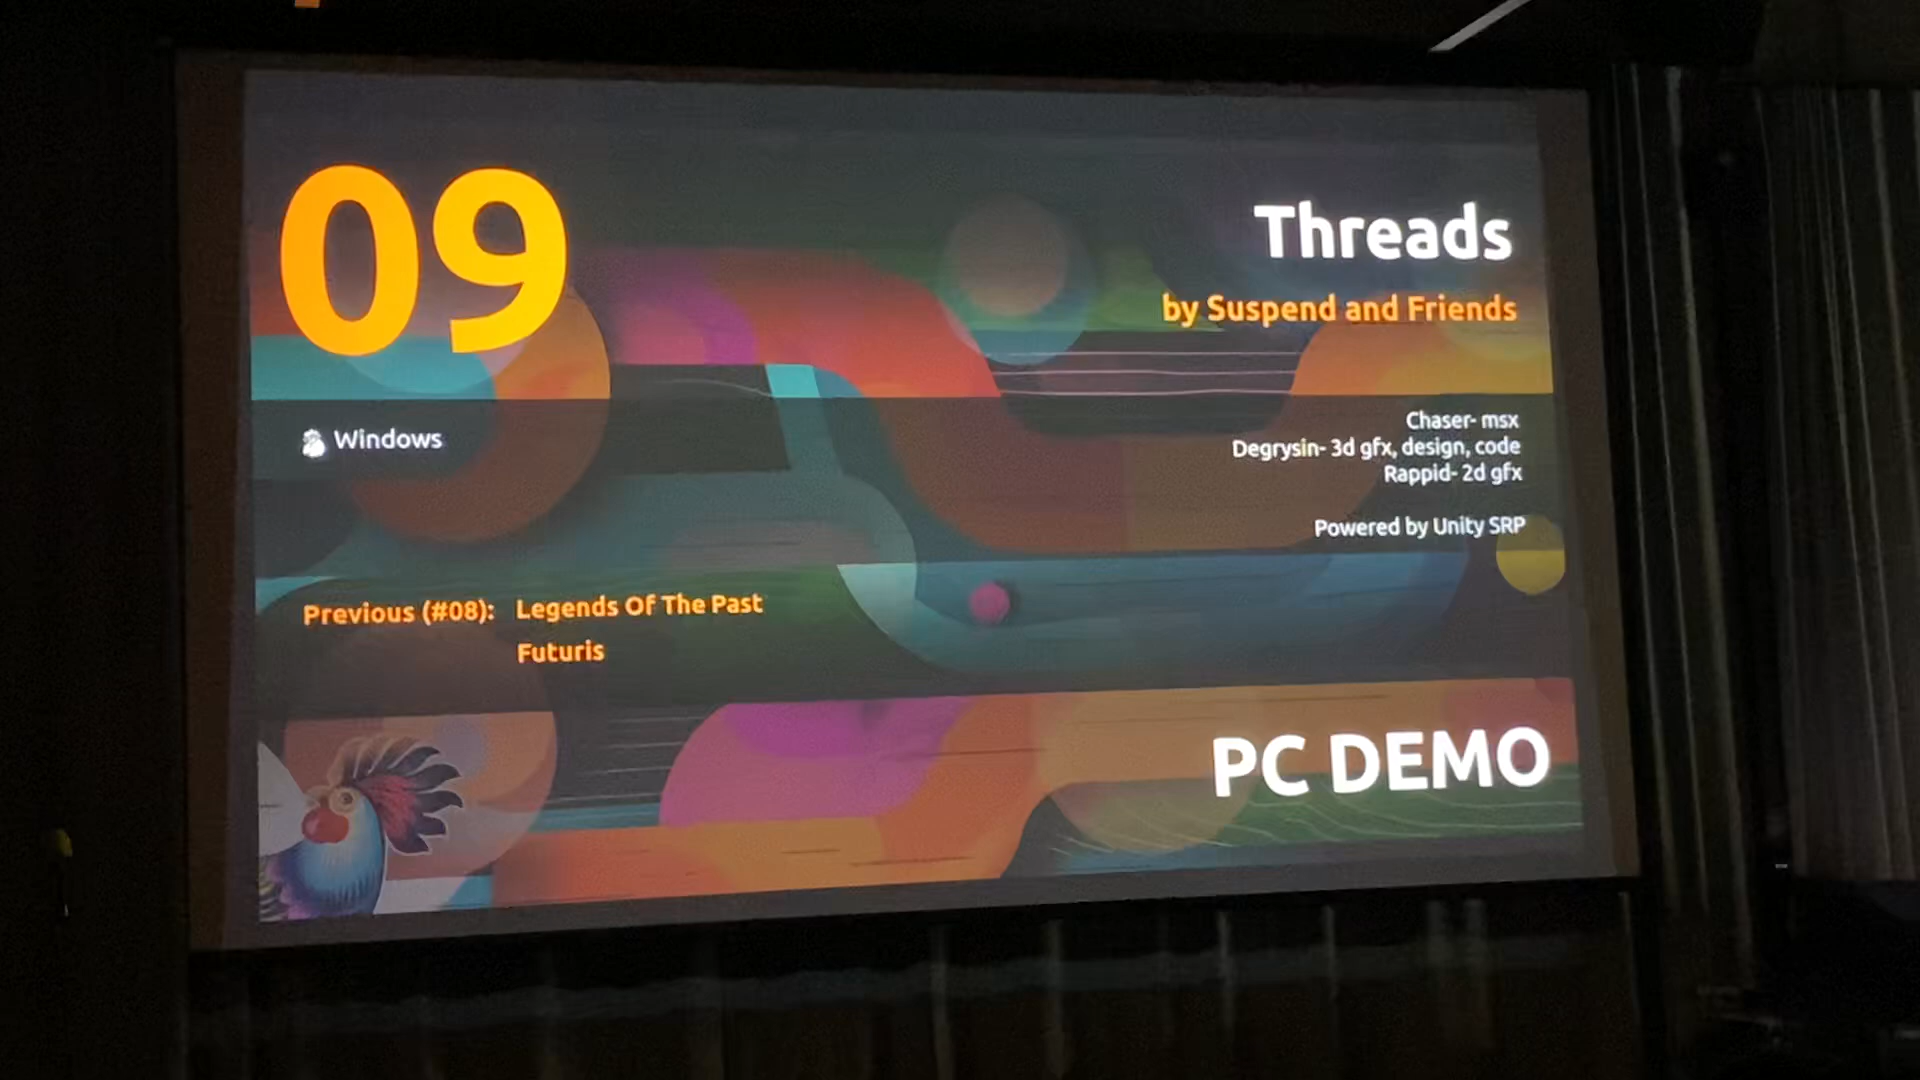 09
Threads
by Suspend and Friends
Windows
Chaser- msx
Degrysin- 3d gfx, design, code
Rappid- 2d gfx
Powered by Unity SRP
Previous (#08): Legends Of The Past
Futuris
PC DEMO